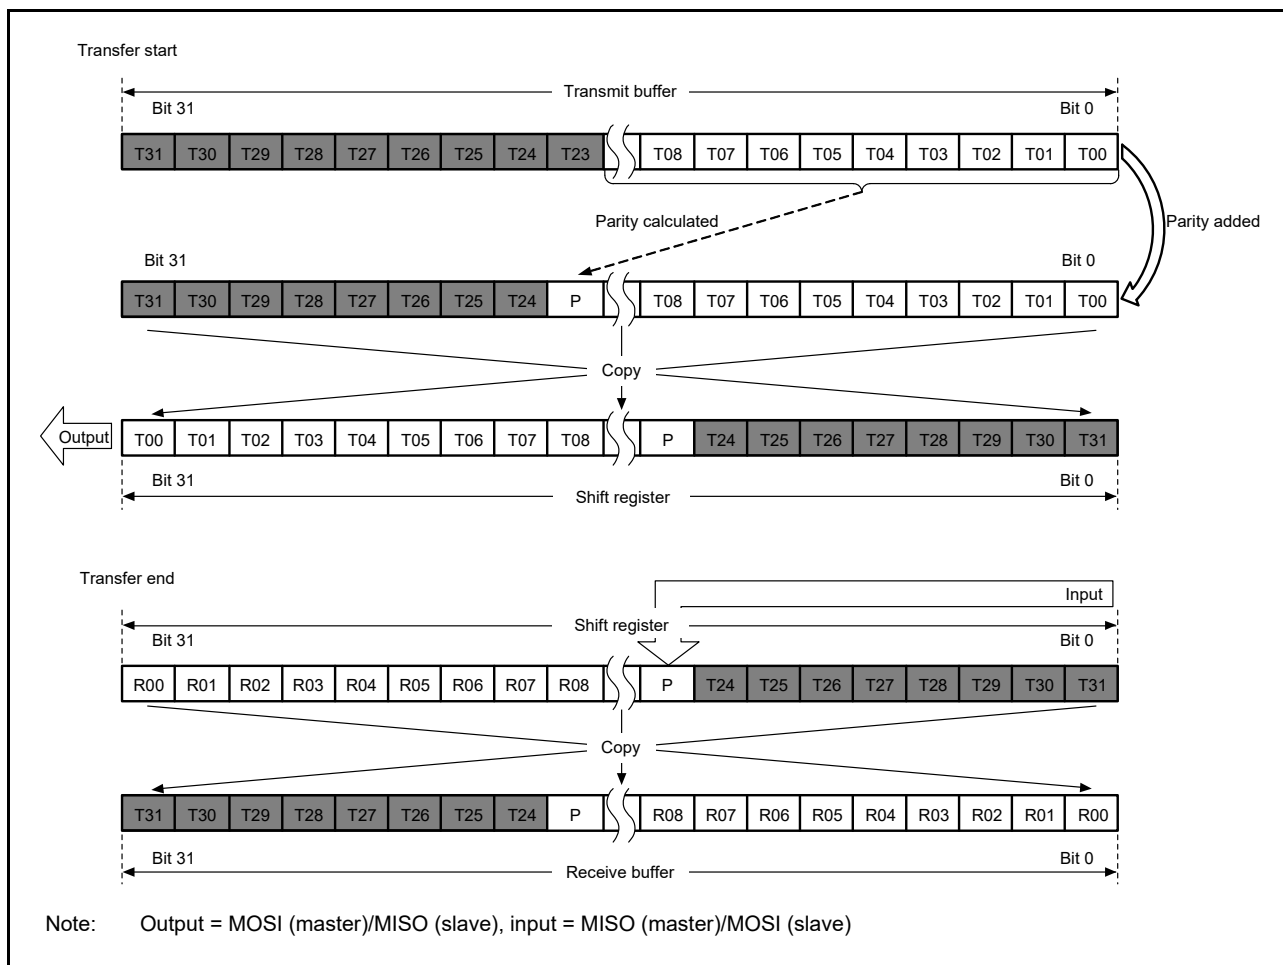 Transfer start
Transmit buffer
Bit 31 Bit 0
T31 T30 T29 T28 T27 T26 T25 T24 T23 T08 T07 T06 T05 T04 T03 T02 T01 T00
Parity calculated Parity added
Bit 31 Bit 0
T31 T30 T29 T28 T27 T26 T25 T24 P T08 T07 T06 T05 T04 T03 T02 T01 T00
Copy
Output T00 T01 T02 T03 T04 T05 T06 T07 T08 P T24 T25 T26 T27 T28 T29 T30 T31
Bit 31 Bit 0
Shift register
Transfer end
Input
Shift register
Bit 31 Bit 0
R00 R01 R02 R03 R04 R05 R06 R07 R08 P T24 T25 T26 T27 T28 T29 T30 T31
Copy
T31 T30 T29 T28 T27 T26 T25 T24 P R08 R07 R06 R05 R04 R03 R02 R01 R00
Bit 31 Bit 0
Receive buffer
Note: Output = MOSI (master)/MISO (slave), input = MISO (master)/MOSI (slave)